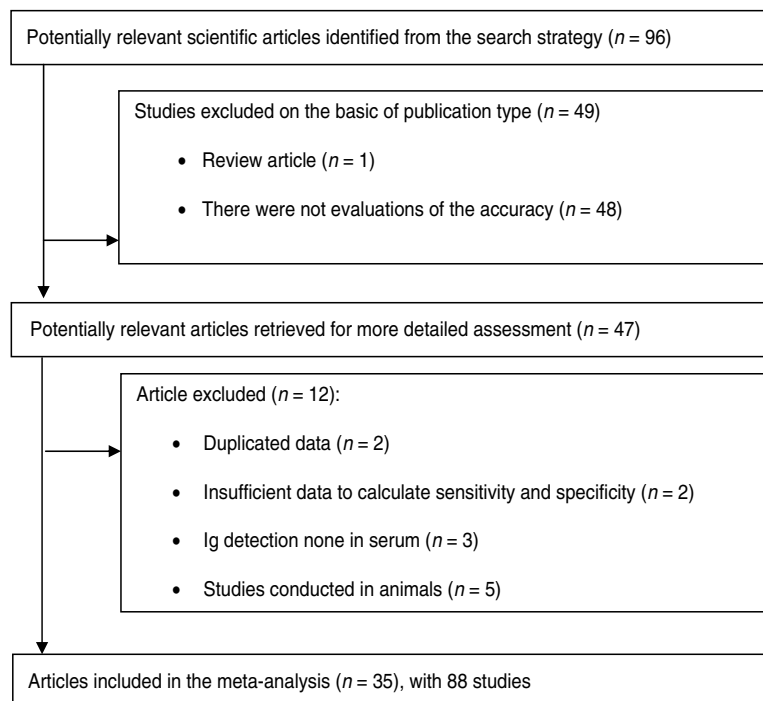 Potentially relevant scientific articles identified from the search strategy (n = 96)
Studies excluded on the basic of publication type (n = 49)
• Review article (n = 1)
• There were not evaluations of the accuracy (n = 48)
Potentially relevant articles retrieved for more detailed assessment (n = 47)
Article excluded (n = 12):
• Duplicated data (n = 2)
• Insufficient data to calculate sensitivity and specificity (n = 2)
• Ig detection none in serum (n = 3)
• Studies conducted in animals (n = 5)
Articles included in the meta-analysis (n = 35), with 88 studies